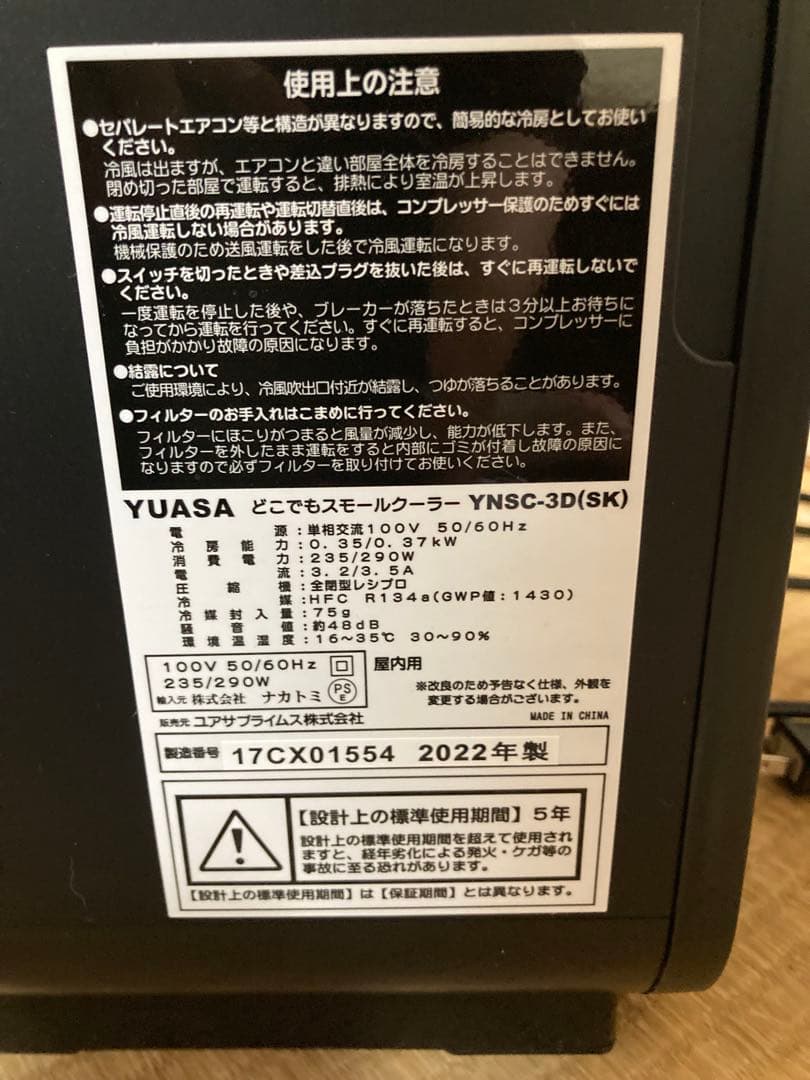 使用上の注意
●セパレートエアコン等と構造が異なりますので、簡易的な冷房としてお使い
ください。
冷風は出ますが、エアコンと違い部屋全体を冷房することはできません。
閉め切った部屋で運転すると、排熱により室温が上昇します。
●運転停止直後の再運転や運転切替直後は、コンプレッサー保護のためすぐには
冷風運転しない場合があります。
機械保護のため送風運転をした後で冷風運転になります。
●スイッチを切ったときや差込プラグを抜いた後は、すぐに再運転しないで
ください。
一度運転を停止した後や、ブレーカーが落ちたときは3分以上お待ちに
なってから運転を行ってください。すぐに再運転すると、コンプレッサーに
負担がかかり故障の原因になります。
●結露について
ご使用環境により、冷風吹出口付近が結露し、つゆが落ちることがあります。
●フィルターのお手入れはこまめに行ってください。
フィルターにほこりがつまると風量が減少し、能力が低下します。また、
フィルターを外したまま運転をすると内部にゴミが付着し故障の原因に
なりますので必ずフィルターを取り付けてお使いください。
YUASA どこでもスモールクーラー YNSC-3D(SK)
電源：単相交流100V 50/60Hz
冷房能力：0.35/0.37kW
消費電力：235/290W
電流：3.2/3.5A
圧縮機：全閉型レシプロ
冷媒：HFC R134a(GWP値：1430)
冷媒封入量：75g
騒音値：約48dB
環境温湿度：16～35℃ 30～90%
100V 50/60Hz
235/290W
輸入元 株式会社 ナカトミ
PS
E
屋内用
※改良のため予告なく仕様、外観を
変更する場合がございます。
販売元 ユアサプライムス株式会社
MADE IN CHINA
製造番号 17CX01554 2022年製
【設計上の標準使用期間】5年
設計上の標準使用期間を超えて使用され
ますと、経年劣化による発火・ケガ等の
事故に至る恐れがあります。
【設計上の標準使用期間】は【保証期間】とは異なります。